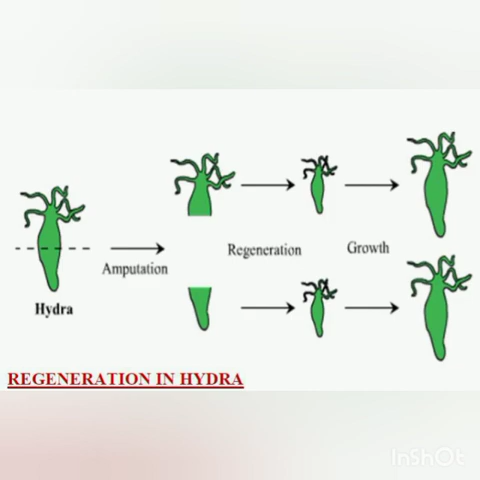 Regeneration
Growth
Amputation
Hydra
REGENERATION IN HYDRA
InShOt